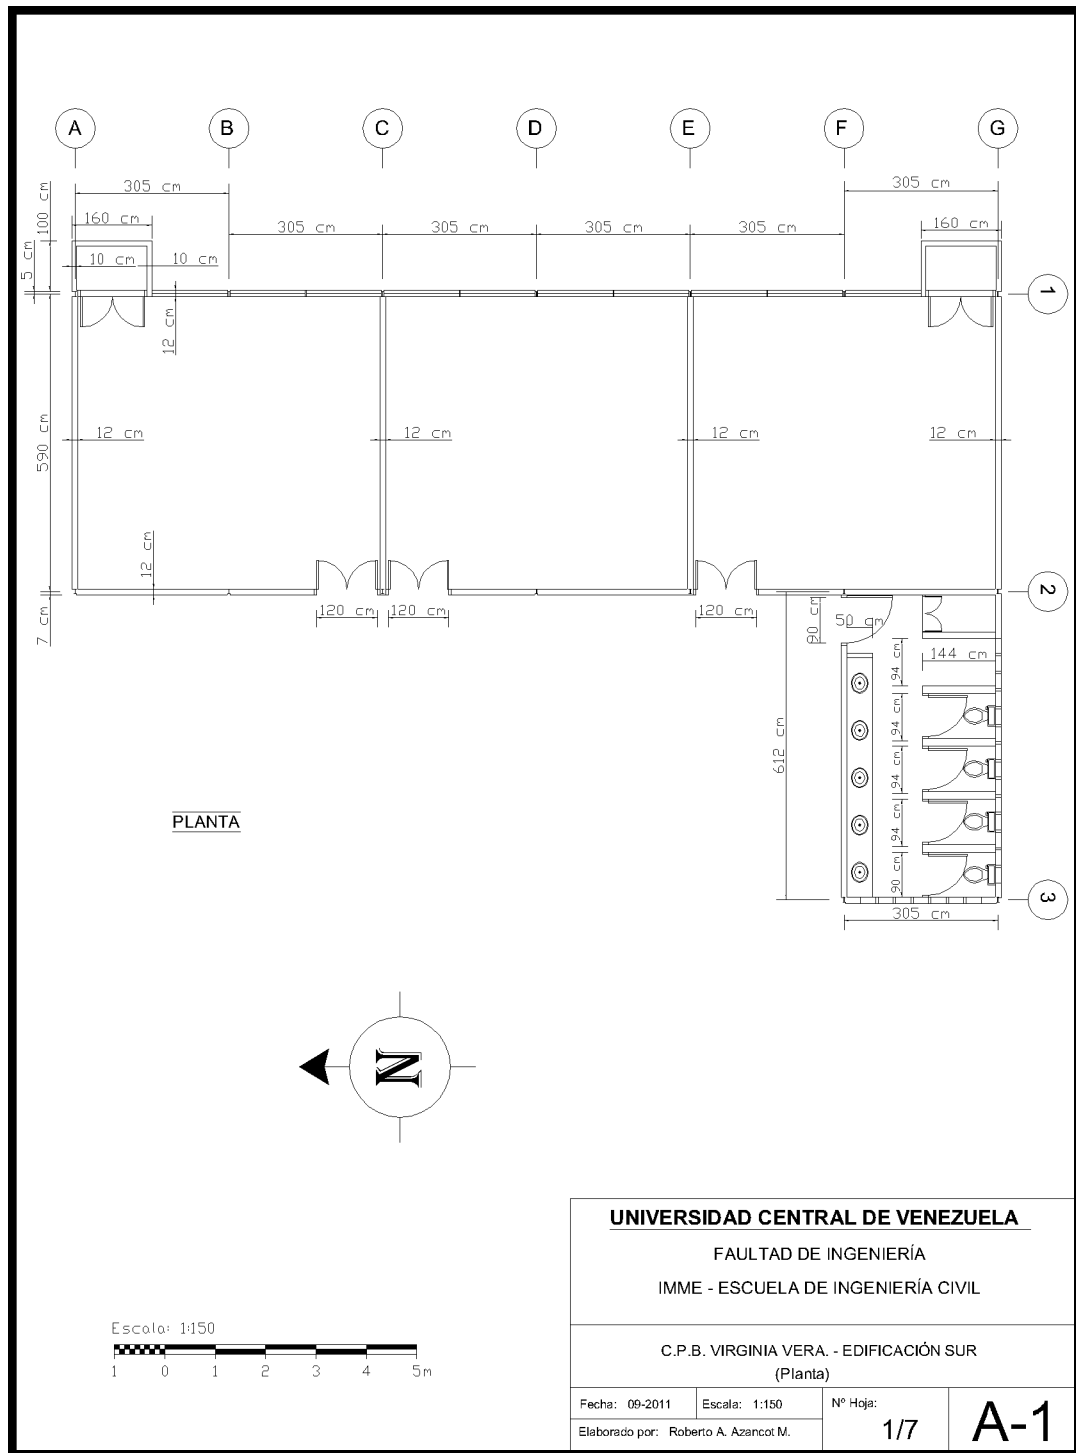 A B C D E F G
305 cm 305 cm
160 cm 305 cm 305 cm 305 cm 305 cm 160 cm
100 cm
5 cm
10 cm 10 cm
1
12 cm
590 cm
12 cm 12 cm 12 cm 12 cm
12 cm
7 cm
120 cm 120 cm 120 cm
2
90 cm
50 cm
144 cm
94 cm
94 cm
94 cm
94 cm
90 cm
612 cm
305 cm
3
PLANTA
N
Escala: 1:150
1 0 1 2 3 4 5m
UNIVERSIDAD CENTRAL DE VENEZUELA
FAULTAD DE INGENIERÍA
IMME - ESCUELA DE INGENIERÍA CIVIL
C.P.B. VIRGINIA VERA. - EDIFICACIÓN SUR
(Planta)
Fecha: 09-2011 Escala: 1:150
Nº Hoja:
1/7
A-1
Elaborado por: Roberto A. Azancot M.